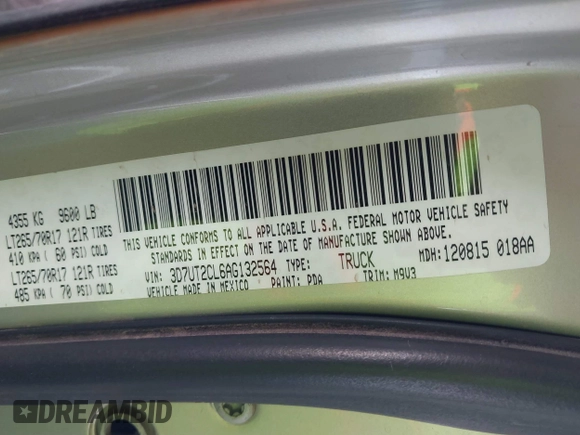 4355 KG 9600 LB
LT265/70R17 121R TIRES
410 KPA ( 60 PSI) COLD
LT265/70R17 121R TIRES
485 KPA ( 70 PSI) COLD
THIS VEHICLE CONFORMS TO ALL APPLICABLE U.S.A. FEDERAL MOTOR VEHICLE SAFETY
STANDARDS IN EFFECT ON THE DATE OF MANUFACTURE SHOWN ABOVE.
VIN: 3D7UT2CL6AG132564 TYPE: TRUCK MDH: 120815 018AA
VEHICLE MADE IN MEXICO PAINT: PDA TRIM: M9V3
DREAMBID